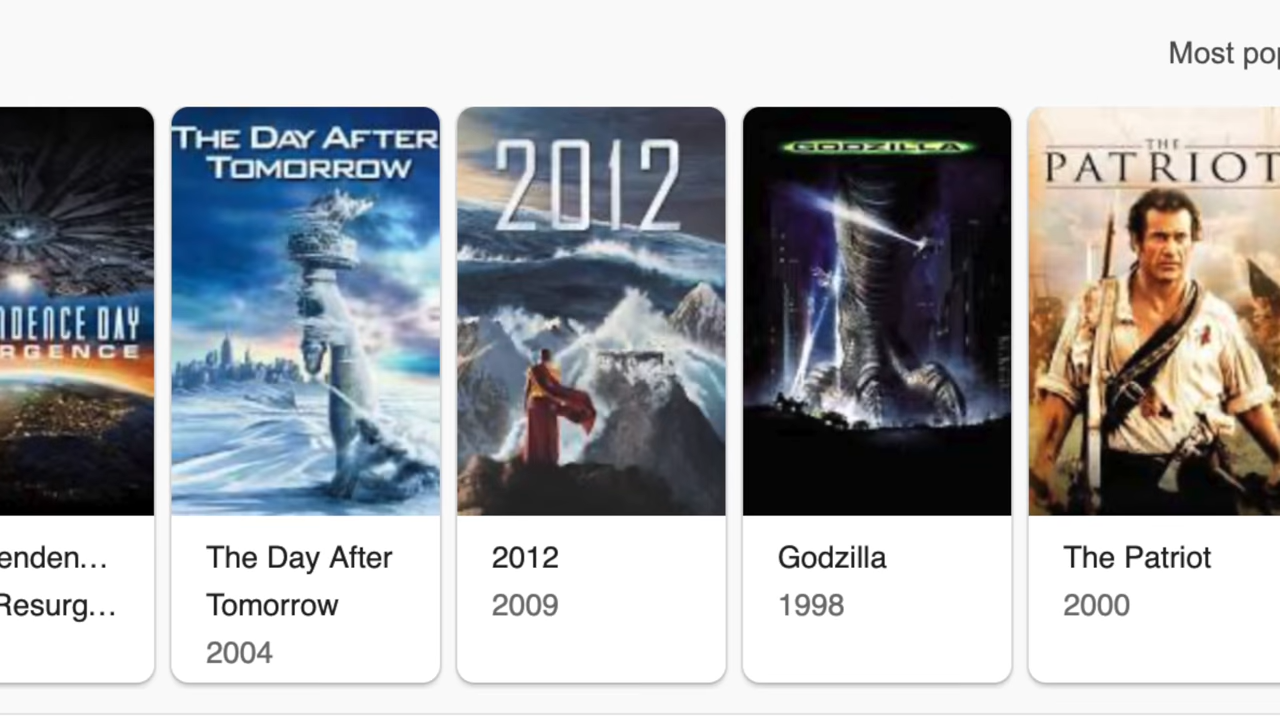 Most pop
NDENCE DAY
RGENCE
THE DAY AFTER
TOMORROW
2012
GODZILLA
THE
PATRIOT
enden...
Resurg...
The Day After
Tomorrow
2004
2012
2009
Godzilla
1998
The Patriot
2000